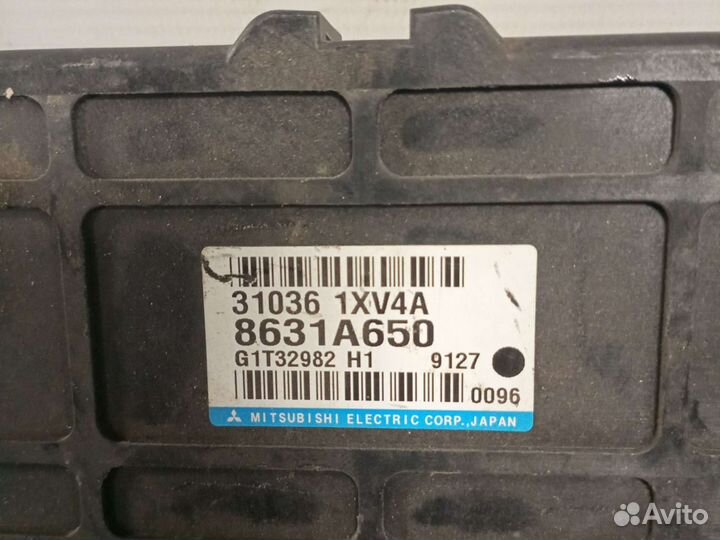 31036 1XV4A
8631A650
G1T32982 H1 9127
0096
MITSUBISHI ELECTRIC CORP., JAPAN
Avito